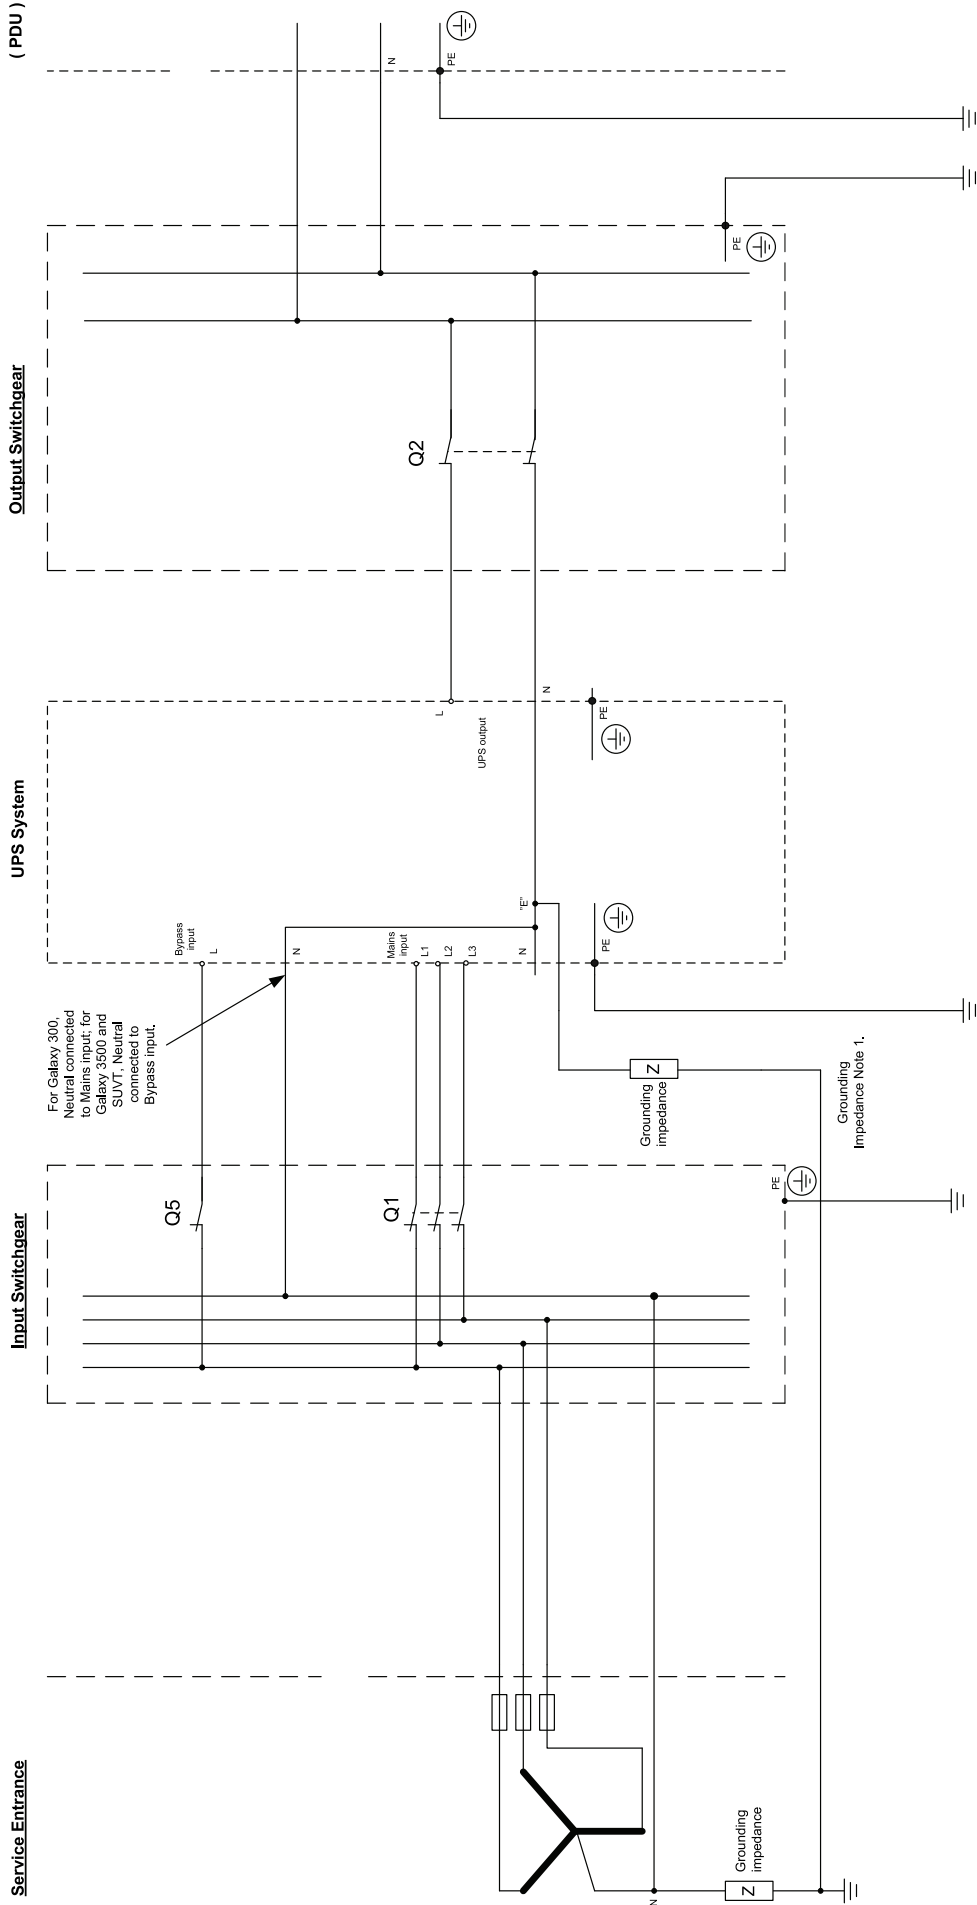 Service Entrance
N
Grounding
impedance
Z
Input Switchgear
Q5
Q1
PE
For Galaxy 300,
Neutral connected
to Mains input; for
Galaxy 3500 and
SUVT, Neutral
connected to
Bypass input.
Grounding
impedance
Z
Grounding
Impedance Note 1.
UPS System
Bypass
input
L
N
Mains
input
L1
L2
L3
N
"E"
PE
L
UPS output
N
PE
Output Switchgear
Q2
PE
( PDU )
N
PE